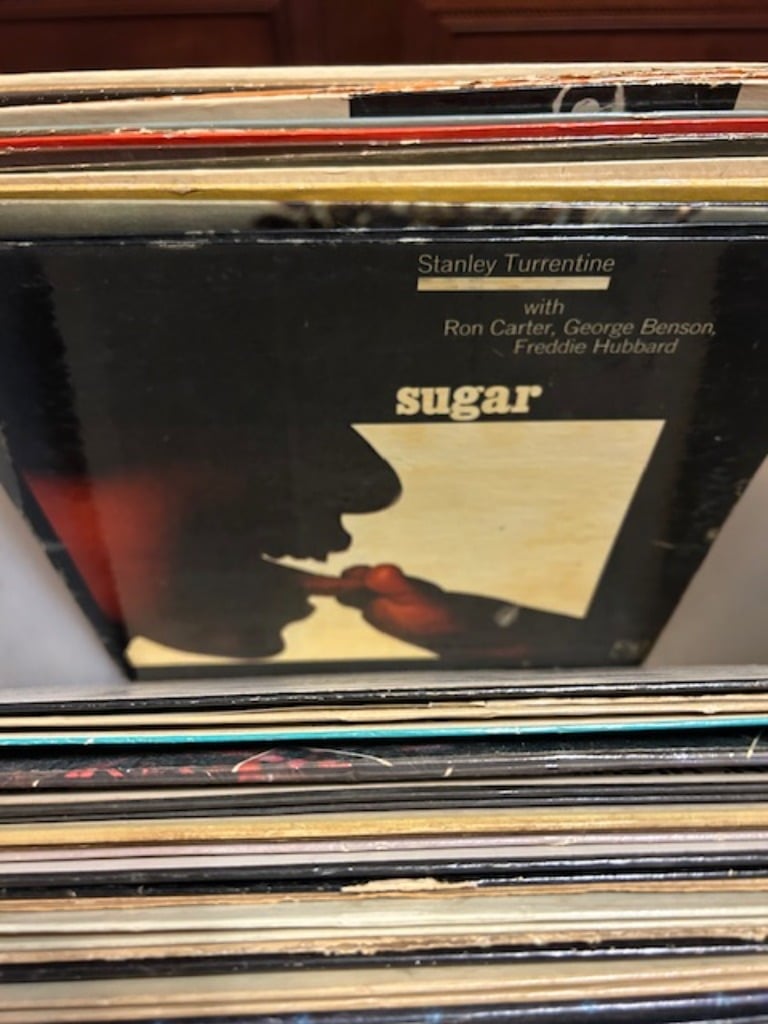 Stanley Turrentine
with
Ron Carter, George Benson,
Freddie Hubbard
sugar